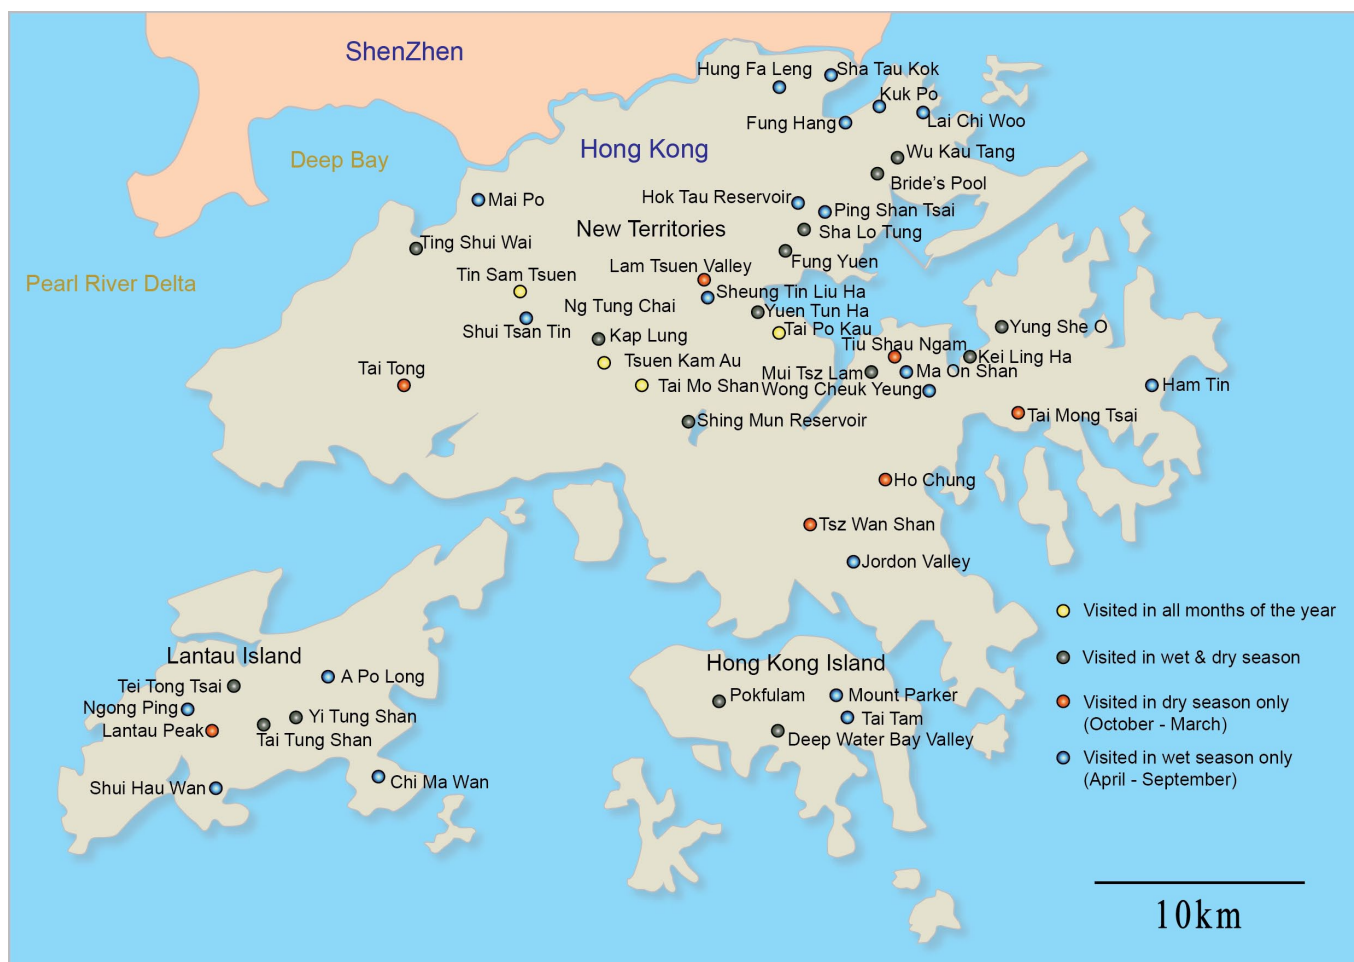 ShenZhen
Hung Fa Leng
Sha Tau Kok
Kuk Po
Fung Hang
Lai Chi Woo
Hong Kong
Deep Bay
Wu Kau Tang
Bride's Pool
Mai Po
Hok Tau Reservoir
Ping Shan Tsai
New Territories
Sha Lo Tung
Ting Shui Wai
Fung Yuen
Lam Tsuen Valley
Tin Sam Tsuen
Pearl River Delta
Sheung Tin Liu Ha
Ng Tung Chai
Yuen Tun Ha
Shui Tsan Tin
Tai Po Kau
Yung She O
Kap Lung
Tiu Shau Ngam
Kei Ling Ha
Tsuen Kam Au
Tai Tong
Mui Tsz Lam
Ma On Shan
Tai Mo Shan
Wong Cheuk Yeung
Ham Tin
Tai Mong Tsai
Shing Mun Reservoir
Ho Chung
Tsz Wan Shan
Jordon Valley
Visited in all months of the year
Visited in wet & dry season
Visited in dry season only
(October - March)
Visited in wet season only
(April - September)
Lantau Island
Hong Kong Island
A Po Long
Tei Tong Tsai
Pokfulam
Mount Parker
Ngong Ping
Yi Tung Shan
Tai Tam
Lantau Peak
Tai Tung Shan
Deep Water Bay Valley
Chi Ma Wan
Shui Hau Wan
10km